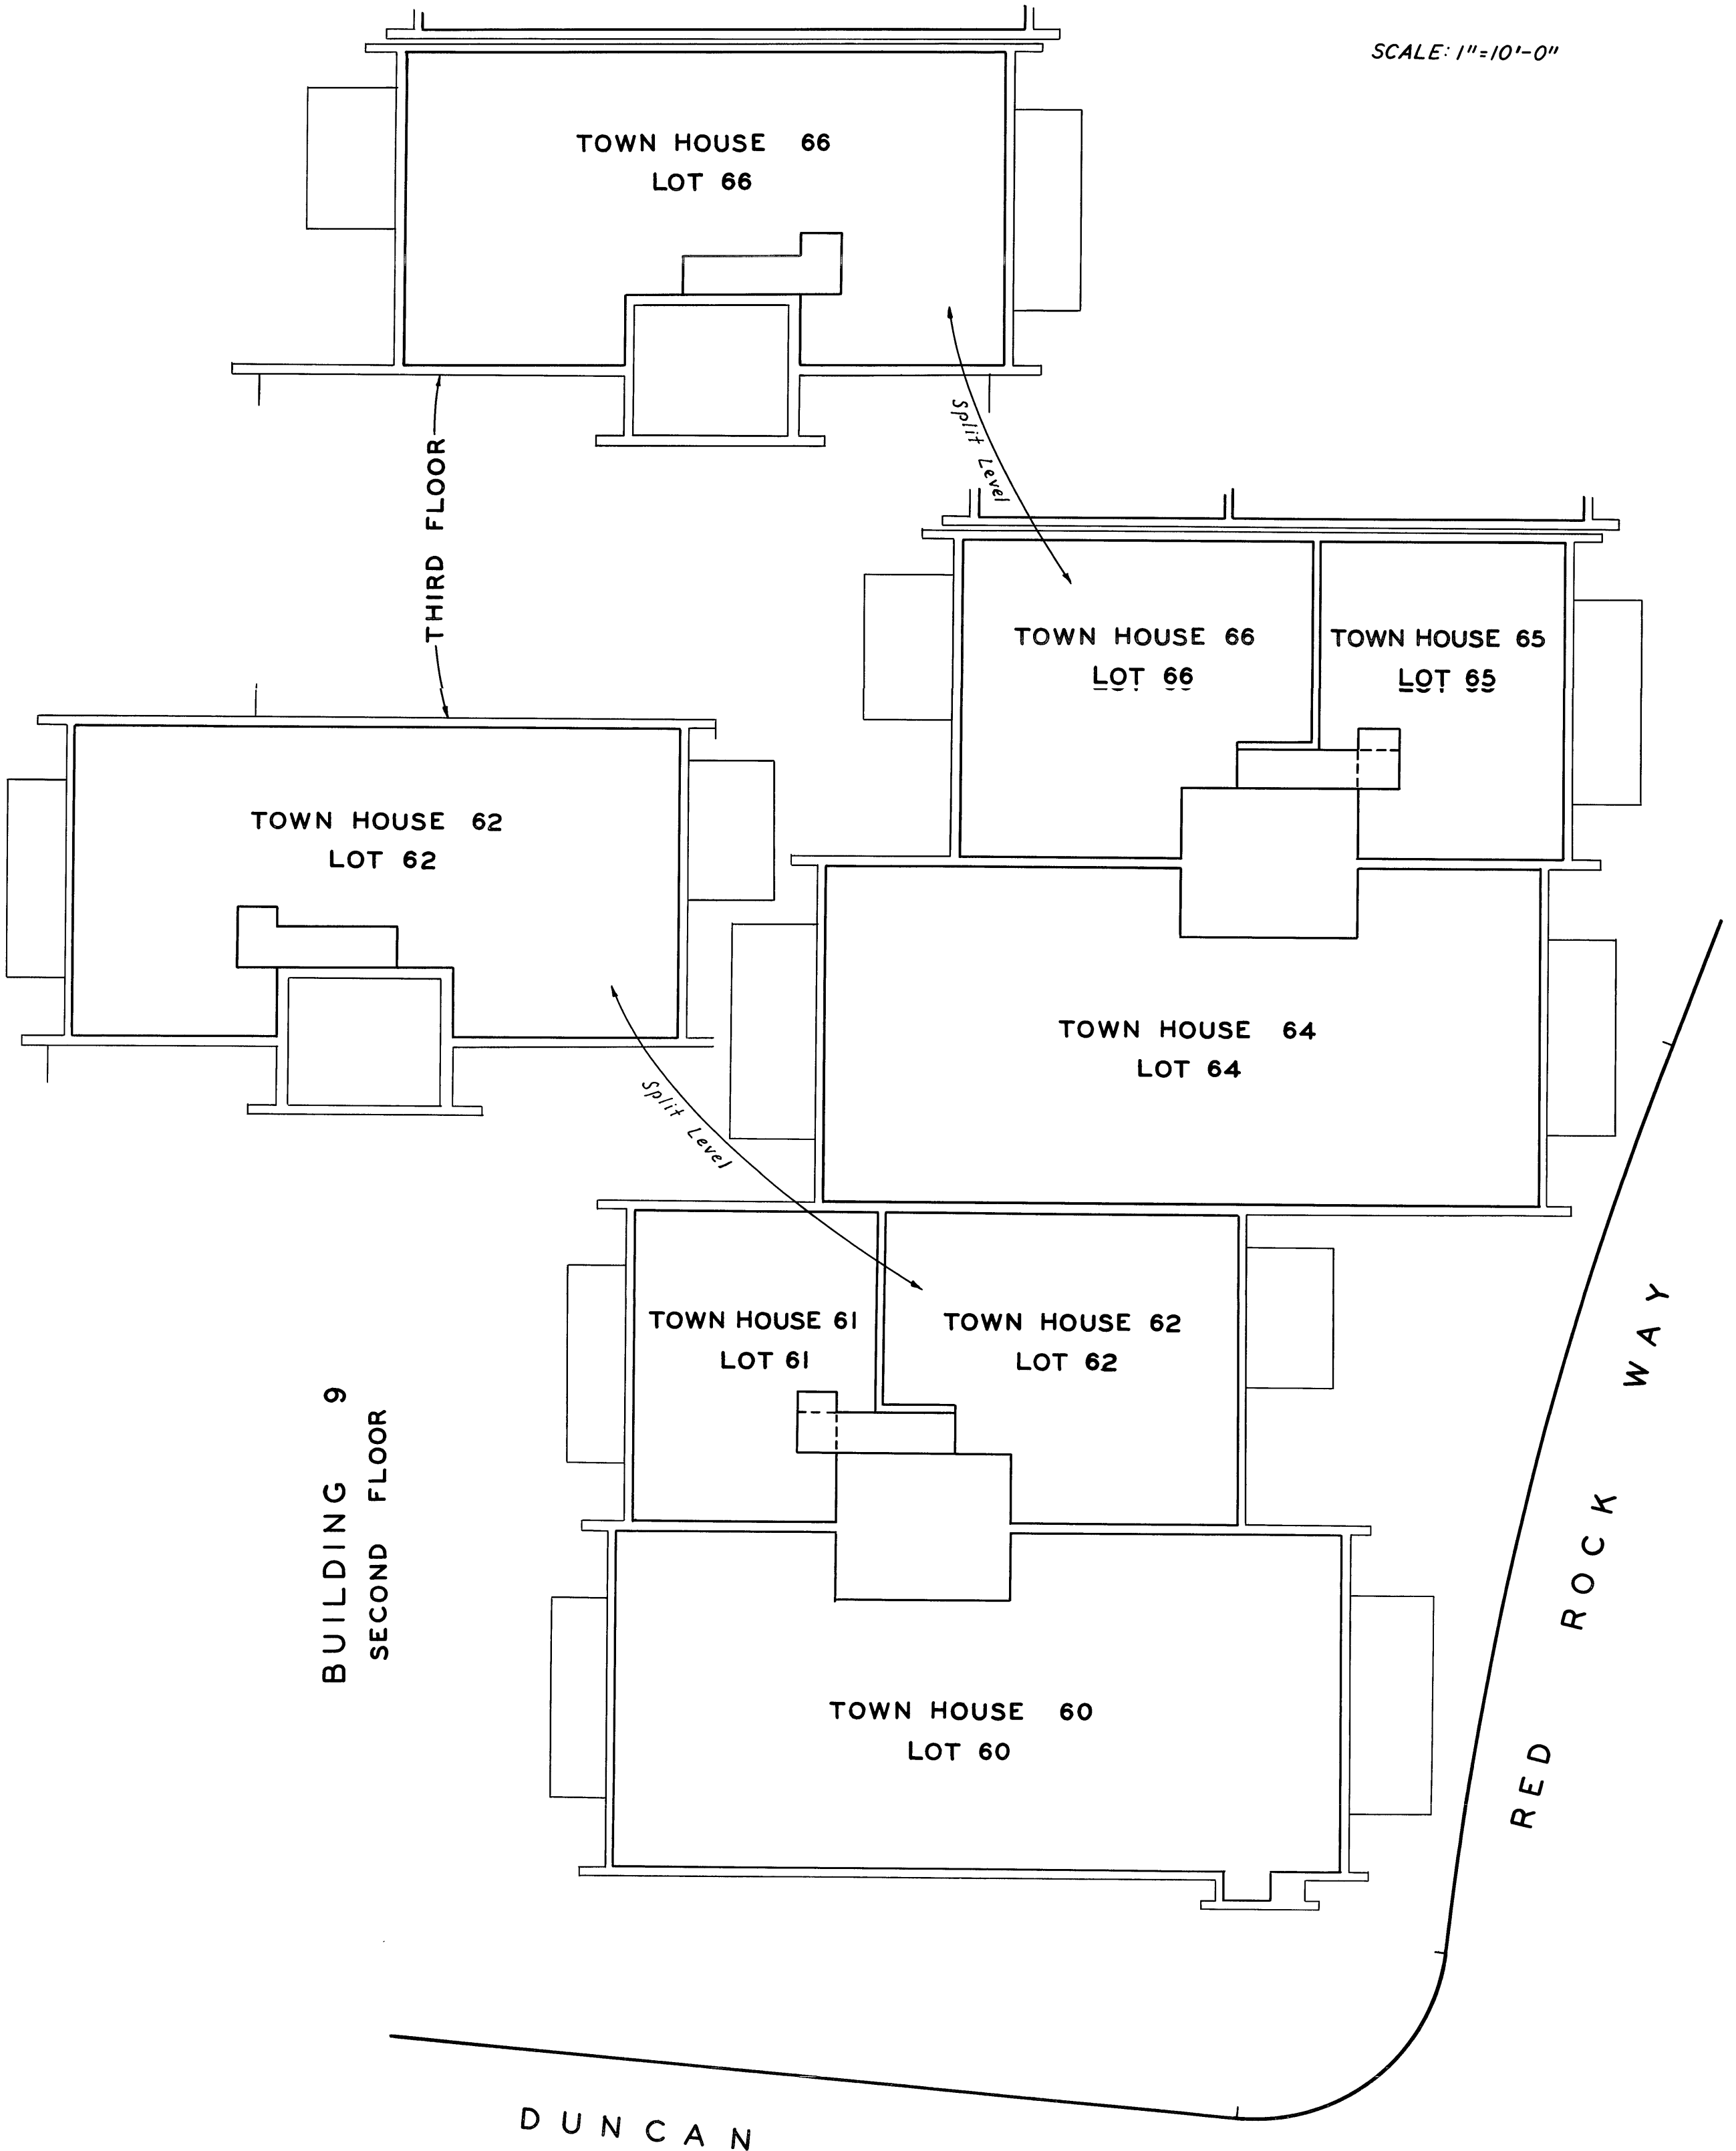 SCALE: 1"=10'-0"
TOWN HOUSE 66
LOT 66
Split Level
THIRD FLOOR
TOWN HOUSE 66
LOT 66
TOWN HOUSE 65
LOT 65
TOWN HOUSE 62
LOT 62
TOWN HOUSE 64
LOT 64
Split Level
TOWN HOUSE 61
LOT 61
TOWN HOUSE 62
LOT 62
BUILDING 9
SECOND FLOOR
RED ROCK WAY
TOWN HOUSE 60
LOT 60
DUNCAN